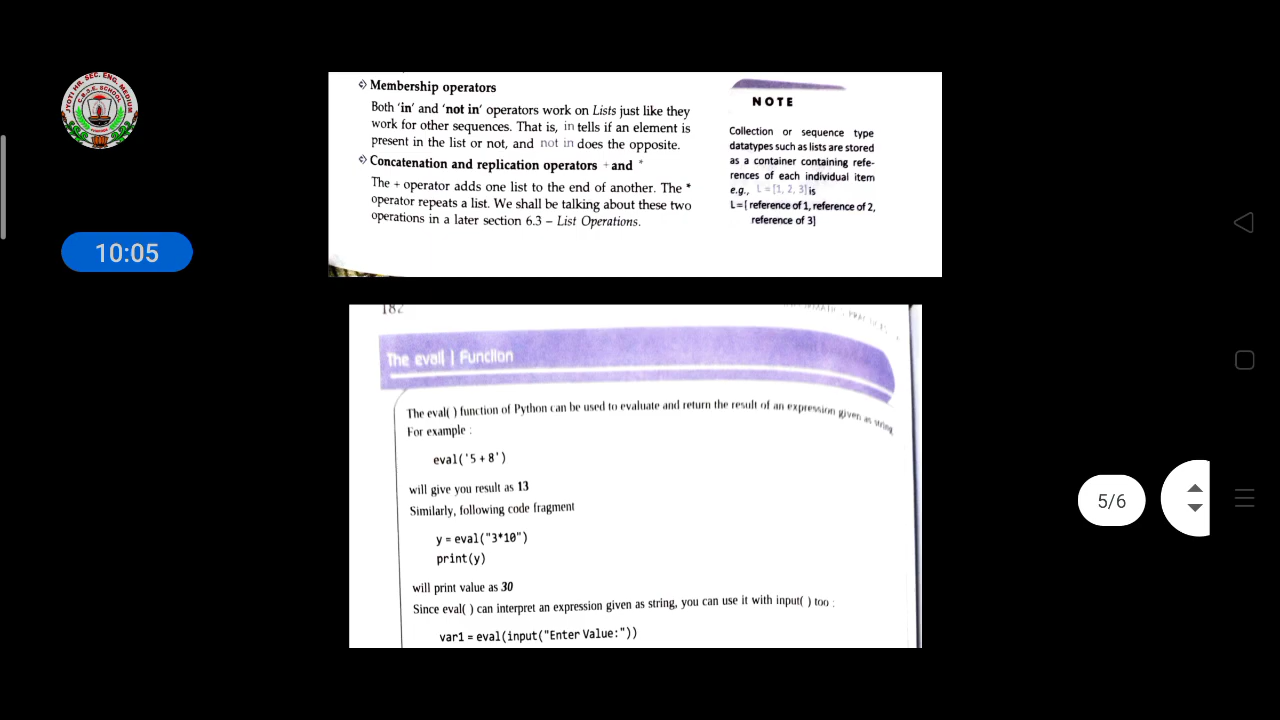 JYOTI HR. SEC. ENG. MEDIUM
C.B.S.E. SCHOOL
Membership operators
Both 'in' and 'not in' operators work on Lists just like they
work for other sequences. That is, in tells if an element is
present in the list or not, and not in does the opposite.
Concatenation and replication operators + and *
The + operator adds one list to the end of another. The *
operator repeats a list. We shall be talking about these two
operations in a later section 6.3 – List Operations.
NOTE
Collection or sequence type
datatypes such as lists are stored
as a container containing refe-
rences of each individual item
e.g., L = [1, 2, 3] is
L=[ reference of 1, reference of 2,
reference of 3]
10:05
182
The eval( ) Function
The eval( ) function of Python can be used to evaluate and return the result of an expression given as string
For example :
eval('5 + 8')
will give you result as 13
Similarly, following code fragment
y = eval("3*10")
print(y)
will print value as 30
Since eval( ) can interpret an expression given as string, you can use it with input( ) too :
var1 = eval(input("Enter Value:"))
5/6